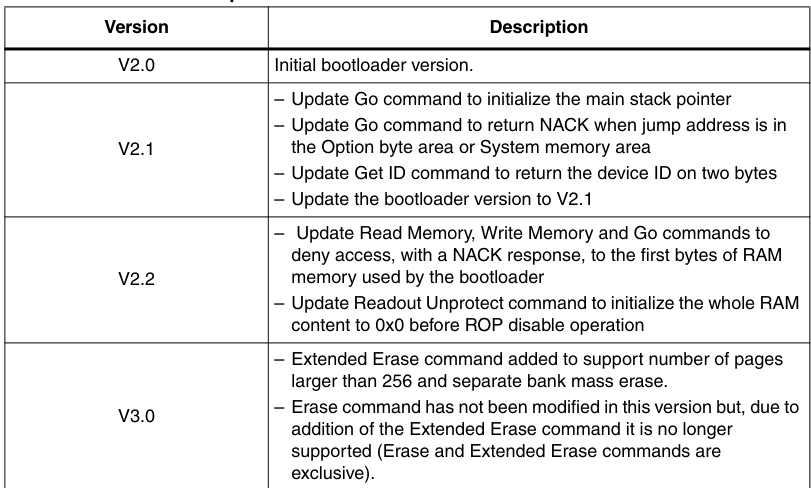 Version Description
V2.0 Initial bootloader version.
V2.1
– Update Go command to initialize the main stack pointer
– Update Go command to return NACK when jump address is in
the Option byte area or System memory area
– Update Get ID command to return the device ID on two bytes
– Update the bootloader version to V2.1
V2.2
– Update Read Memory, Write Memory and Go commands to
deny access, with a NACK response, to the first bytes of RAM
memory used by the bootloader
– Update Readout Unprotect command to initialize the whole RAM
content to 0x0 before ROP disable operation
V3.0
– Extended Erase command added to support number of pages
larger than 256 and separate bank mass erase.
– Erase command has not been modified in this version but, due to
addition of the Extended Erase command it is no longer
supported (Erase and Extended Erase commands are
exclusive).